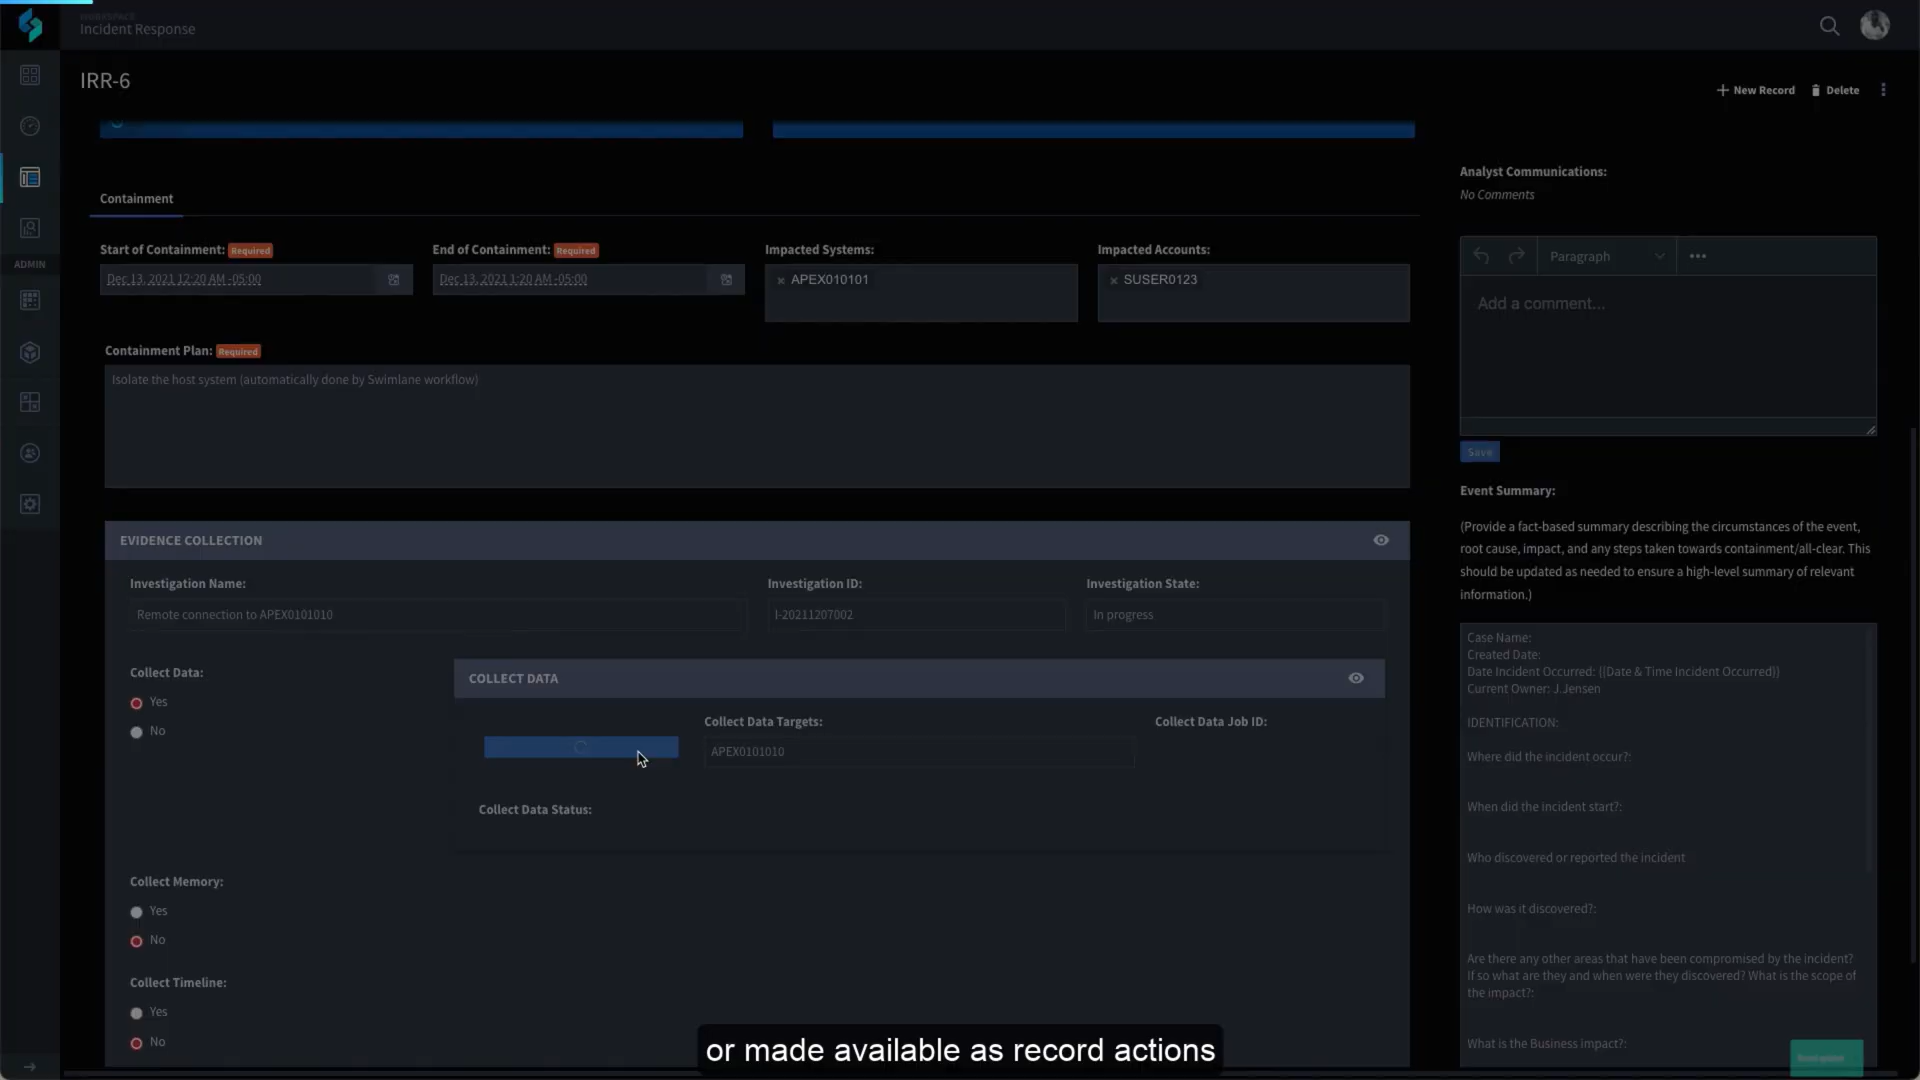 WORKSPACE
Incident Response
IRR-6
New Record
Delete
Containment
Start of Containment: Required
Dec 13, 2021 12:20 AM -05:00
End of Containment: Required
Dec 13, 2021 1:20 AM -05:00
Impacted Systems:
× APEX010101
Impacted Accounts:
× SUSER0123
Containment Plan: Required
Isolate the host system (automatically done by Swimlane workflow)
ADMIN
EVIDENCE COLLECTION
Investigation Name:
Remote connection to APEX0101010
Investigation ID:
I-20211207002
Investigation State:
In progress
Collect Data:
Yes
No
COLLECT DATA
Collect Data Targets:
APEX0101010
Collect Data Job ID:
Collect Data Status:
Collect Memory:
Yes
No
Collect Timeline:
Yes
No
Analyst Communications:
No Comments
Paragraph
Add a comment...
Save
Event Summary:
(Provide a fact-based summary describing the circumstances of the event,
root cause, impact, and any steps taken towards containment/all-clear. This
should be updated as needed to ensure a high-level summary of relevant
information.)
Case Name:
Created Date:
Date Incident Occurred: {{Date & Time Incident Occurred}}
Current Owner: J.Jensen
IDENTIFICATION:
Where did the incident occur?:
When did the incident start?:
Who discovered or reported the incident
How was it discovered?:
Are there any other areas that have been compromised by the incident?
If so what are they and when were they discovered? What is the scope of
the impact?:
What is the Business impact?:
or made available as record actions